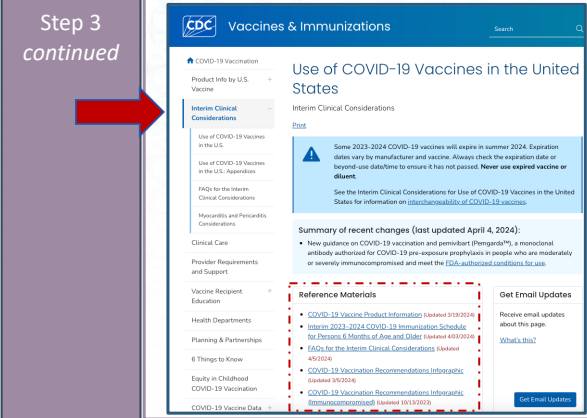 Step 3
continued
CDC
Vaccines & Immunizations
Search
COVID-19 Vaccination
Product Info by U.S.
Vaccine
Interim Clinical
Considerations
Use of COVID-19 Vaccines
in the U.S.
Use of COVID-19 Vaccines
in the U.S.: Appendices
FAQs for the Interim
Clinical Considerations
Myocarditis and Pericarditis
Considerations
Clinical Care
Provider Requirements
and Support
Vaccine Recipient
Education
Health Departments
Planning & Partnerships
6 Things to Know
Equity in Childhood
COVID-19 Vaccination
COVID-19 Vaccine Data
Use of COVID-19 Vaccines in the United
States
Interim Clinical Considerations
Print
Some 2023-2024 COVID-19 vaccines will expire in summer 2024. Expiration
dates vary by manufacturer and vaccine. Always check the expiration date or
beyond-use date/time to ensure it has not passed. Never use expired vaccine or
diluent.
See the Interim Clinical Considerations for Use of COVID-19 Vaccines in the United
States for information on interchangeability of COVID-19 vaccines.
Summary of recent changes (last updated April 4, 2024):
• New guidance on COVID-19 vaccination and pemivibart (Pemgarda™), a monoclonal
antibody authorized for COVID-19 pre-exposure prophylaxis in people who are moderately
or severely immunocompromised and meet the FDA-authorized conditions for use.
Reference Materials
• COVID-19 Vaccine Product Information (Updated 3/19/2024)
• Interim 2023-2024 COVID-19 Immunization Schedule
for Persons 6 Months of Age and Older (Updated 4/03/2024)
• FAQs for the Interim Clinical Considerations (Updated
4/5/2024)
• COVID-19 Vaccination Recommendations Infographic
(Updated 3/5/2024)
• COVID-19 Vaccination Recommendations Infographic
(Immunocompromised) (Updated 10/13/2023)
Get Email Updates
Receive email updates
about this page.
What's this?
Get Email Updates